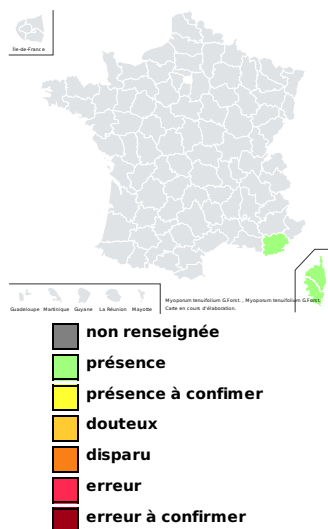 Île-de-France
Guadeloupe Martinique Guyane La Réunion Mayotte
Myoporum tenuifolium G.Forst. , Myoporum tenuifolium G.Forst.
Carte en cours d'élaboration.
non renseignée
présence
présence à confimer
douteux
disparu
erreur
erreur à confirmer